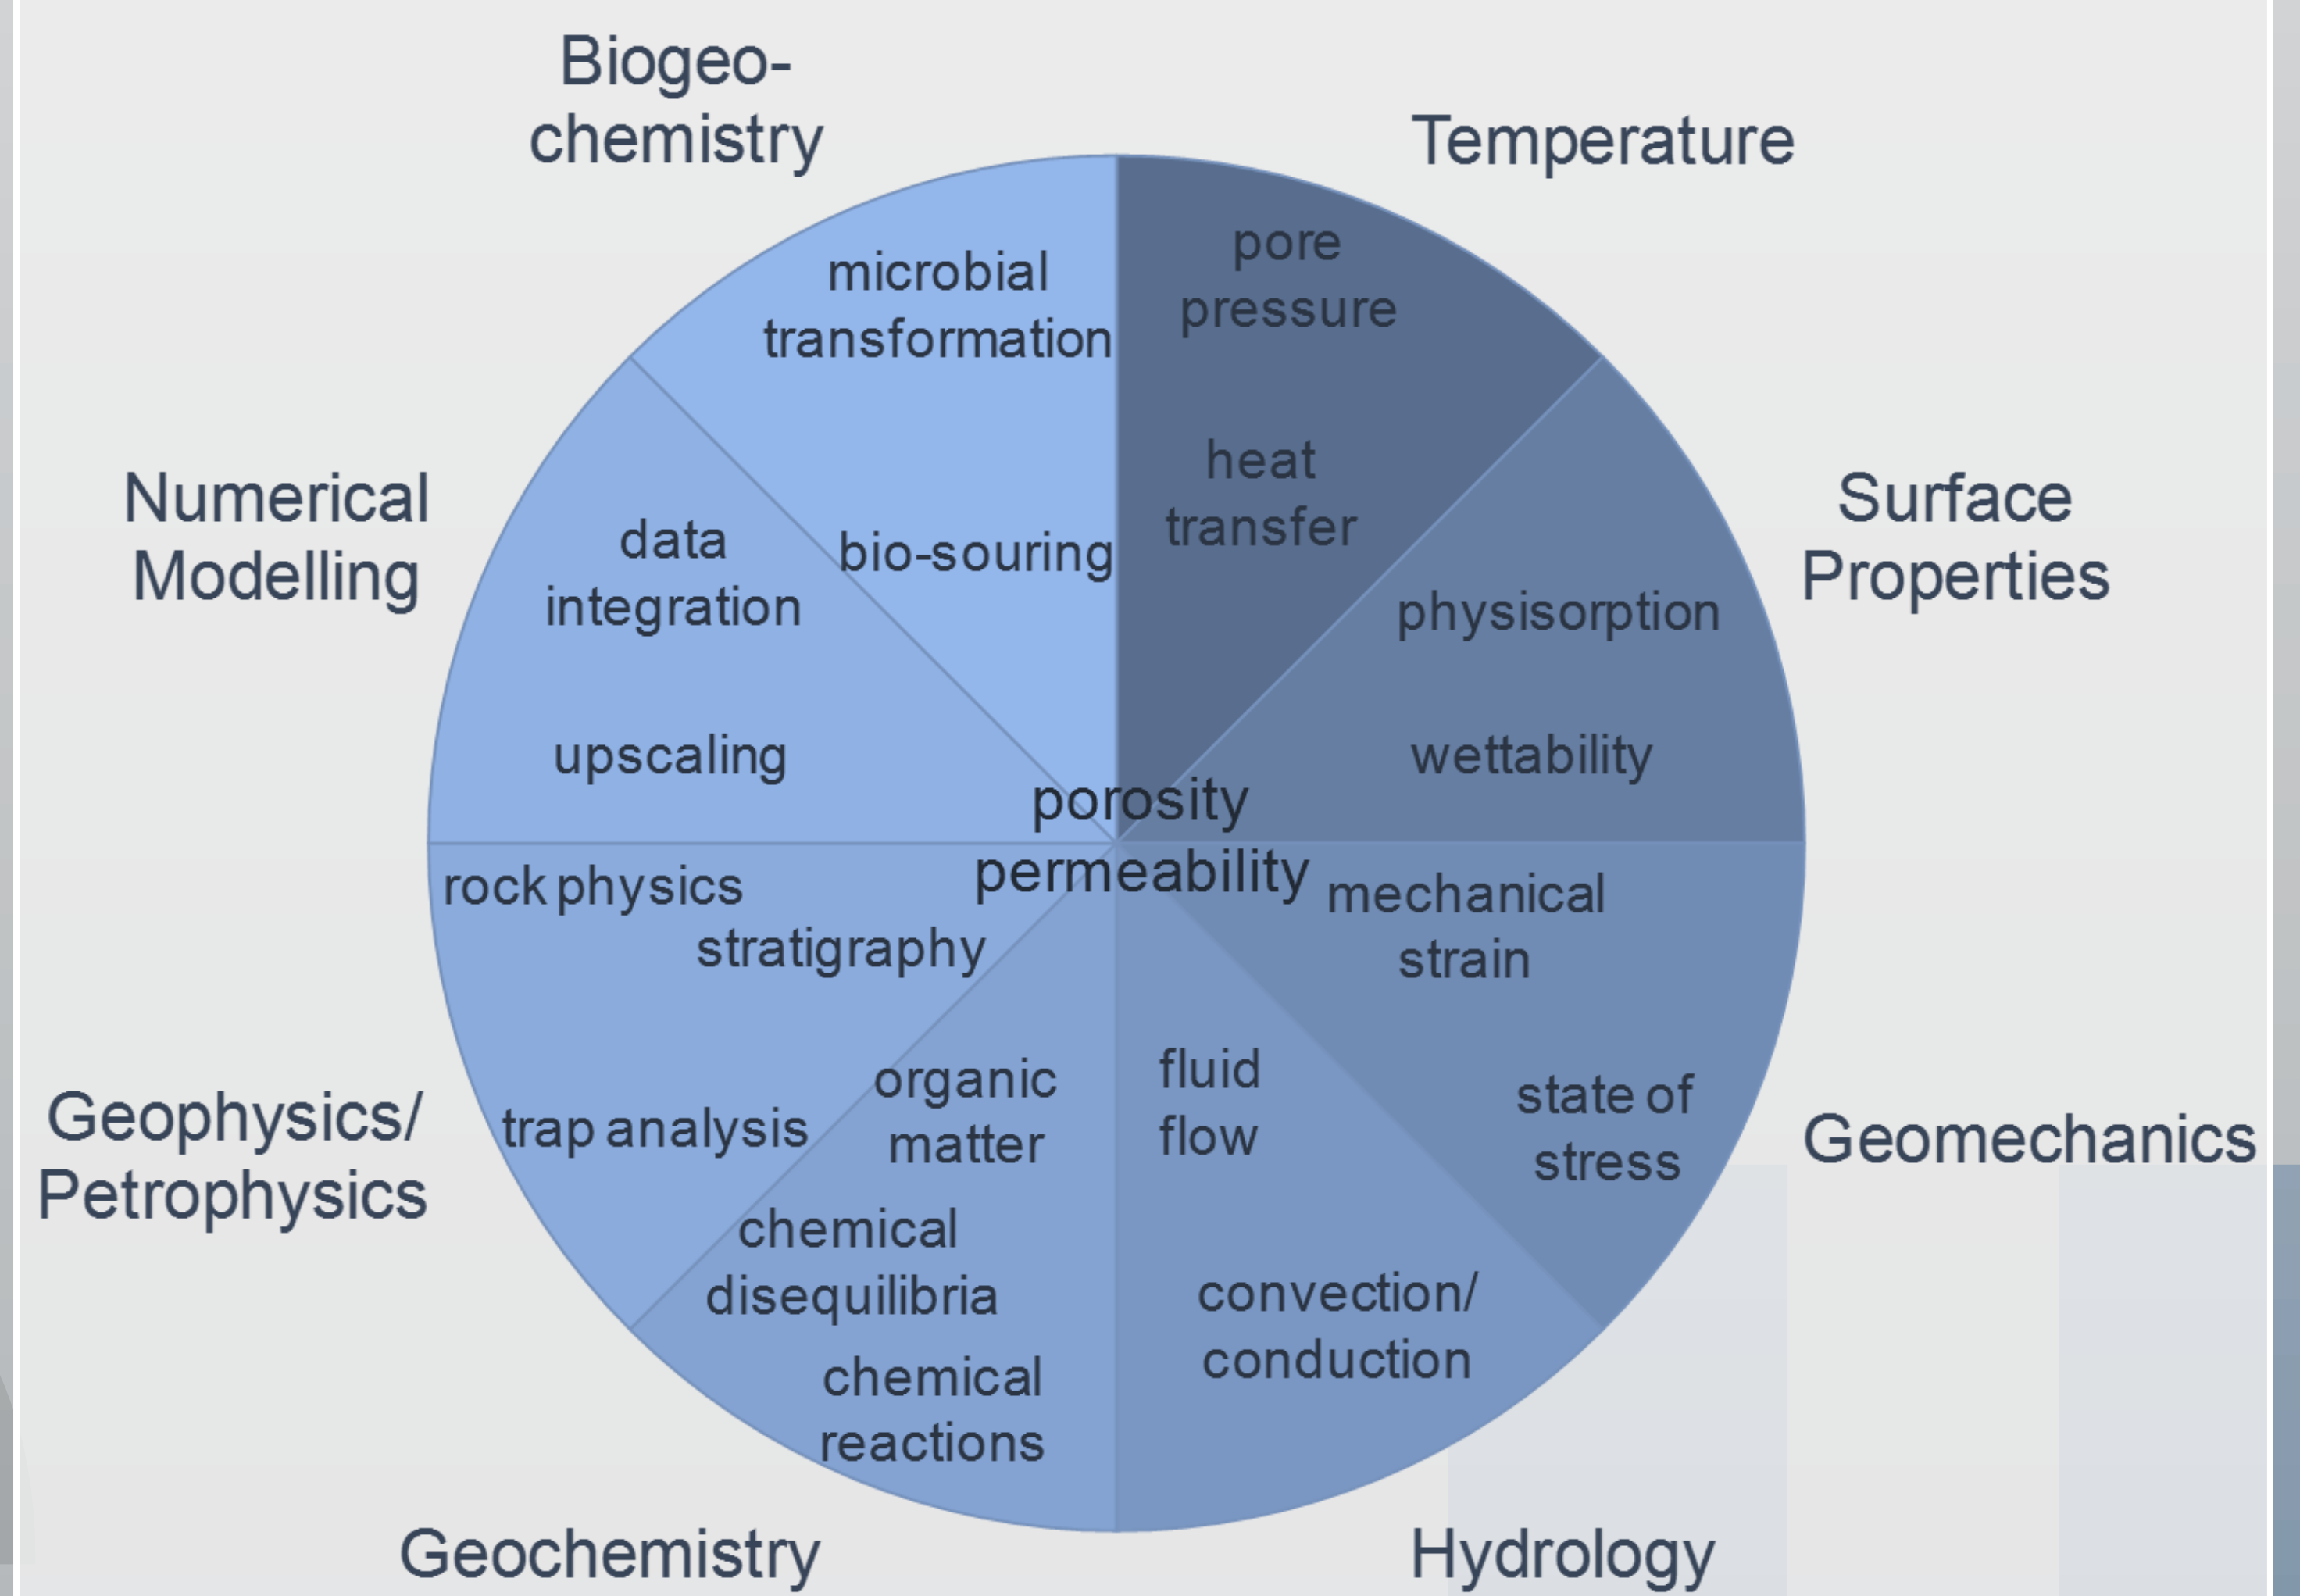 Biogeo-
chemistry
Temperature
microbial
transformation
pore
pressure
heat
transfer
Numerical
Modelling
data
integration
bio-souring
Surface
Properties
physisorption
upscaling
wettability
porosity
permeability
rock physics
stratigraphy
mechanical
strain
Geophysics/
Petrophysics
trap analysis
organic
matter
fluid
flow
state of
stress
Geomechanics
chemical
disequilibria
convection/
conduction
chemical
reactions
Geochemistry
Hydrology